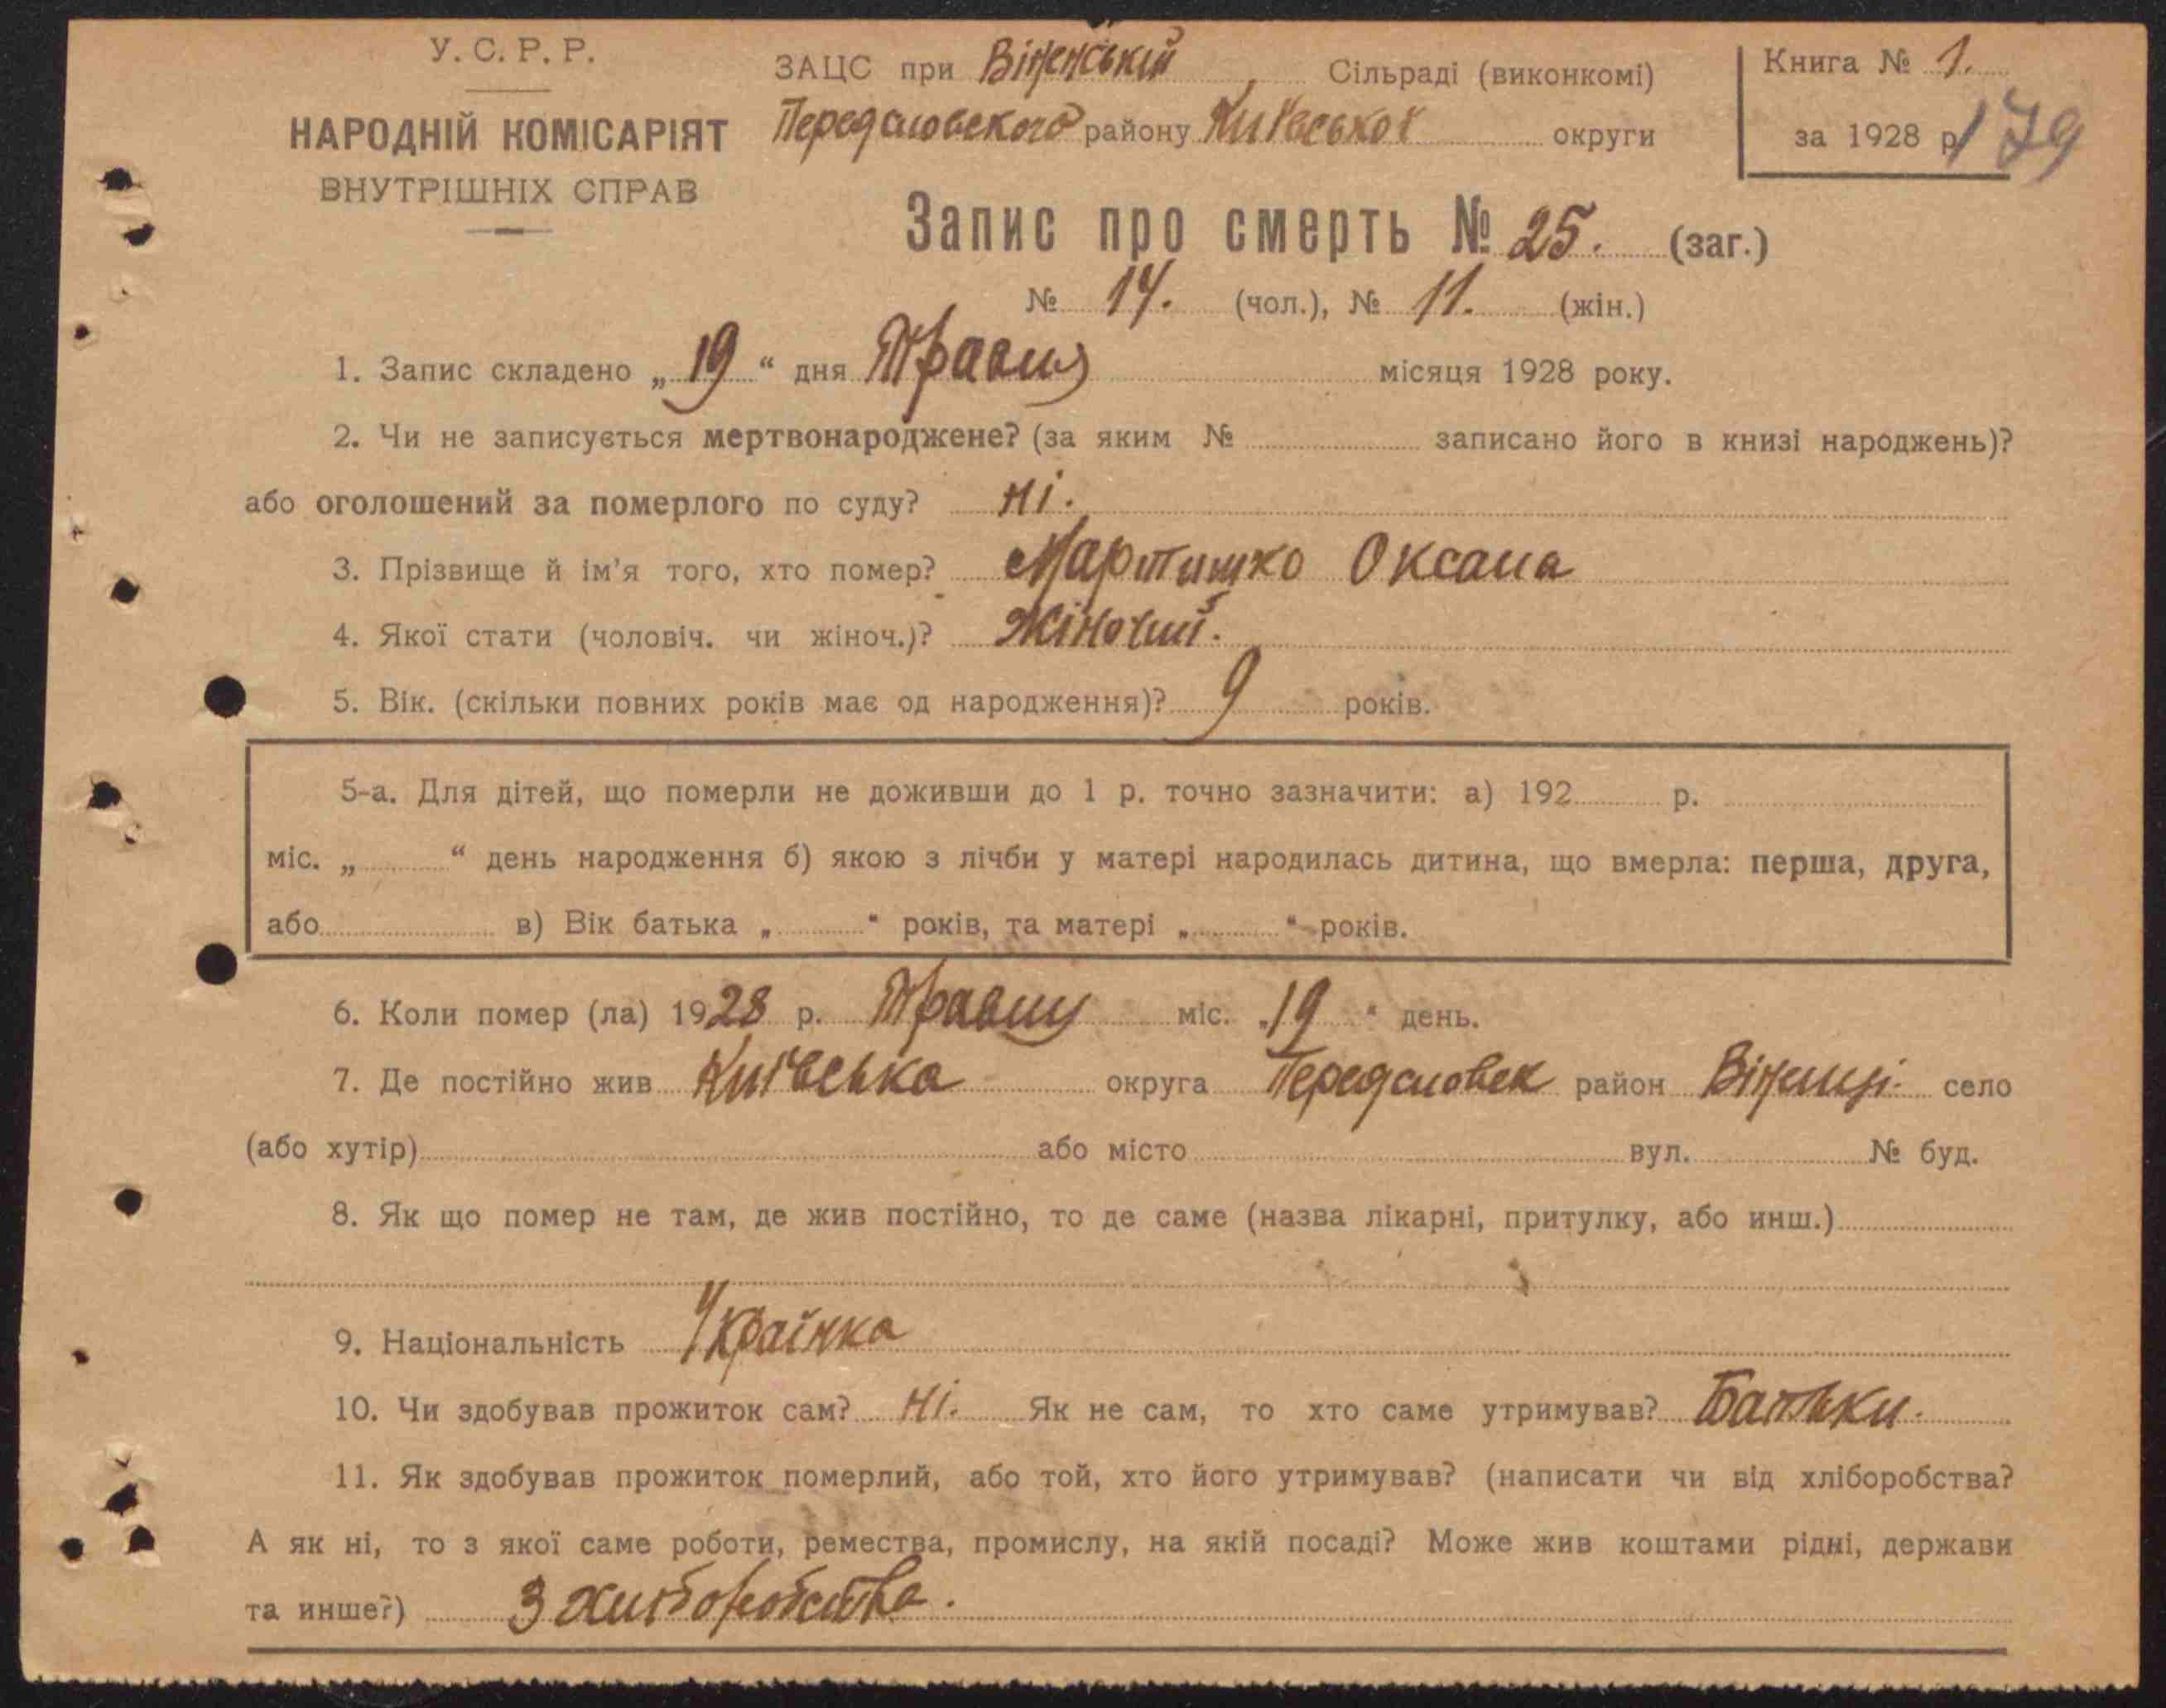 У. С. Р. Р.
НАРОДНІЙ КОМІСАРІЯТ
ВНУТРІШНІХ СПРАВ
ЗАЦС при Віненській Сільраді (виконкомі)
Передсловского району Київської округи
Книга № 1.
за 1928 р.
179
Запис про смерть № 25. (заг.)
№ 14. (чол.), № 11. (жін.)
1. Запис складено „ 19 “ дня Травня місяця 1928 року.
2. Чи не записується мертвонароджене? (за яким № записано його в книзі народжень)?
або оголошений за померлого по суду? Ні.
3. Прізвище й ім’я того, хто помер? Оксана
4. Якої стати (чоловіч. чи жіноч.)? Жіночий.
5. Вік. (скільки повних років має од народження)? 9 років.
5-а. Для дітей, що померли не доживши до 1 р. точно зазначити: а) 192 р.
міс. „ “ день народження б) якою з лічби у матері народилась дитина, що вмерла: перша, друга,
або в) Вік батька „ “ років, та матері „ “ років.
6. Коли помер (ла) 1928 р. Травня міс. „ 19 “ день.
7. Де постійно жив Київська округа Передсловск район Віненці село
(або хутір) або місто вул. № буд.
8. Як що помер не там, де жив постійно, то де саме (назва лікарні, притулку, або инш.)
9. Національність Українка
10. Чи здобував прожиток сам? Ні. Як не сам, то хто саме утримував? Батьки.
11. Як здобував прожиток померлий, або той, хто його утримував? (написати чи від хліборобства?
А як ні, то з якої саме роботи, ремества, промислу, на якій посаді? Може жив коштами рідні, держави
та инше?) З хліборобства.